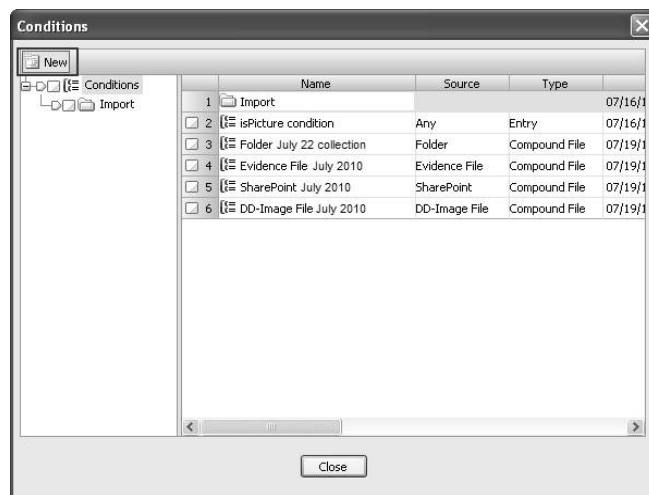 Conditions
New
Conditions
Import
Name Source Type
1 Import 07/16/1
2 isPicture condition Any Entry 07/16/1
3 Folder July 22 collection Folder Compound File 07/19/1
4 Evidence File July 2010 Evidence File Compound File 07/19/1
5 SharePoint July 2010 SharePoint Compound File 07/19/1
6 DD-Image File July 2010 DD-Image File Compound File 07/19/1
Close